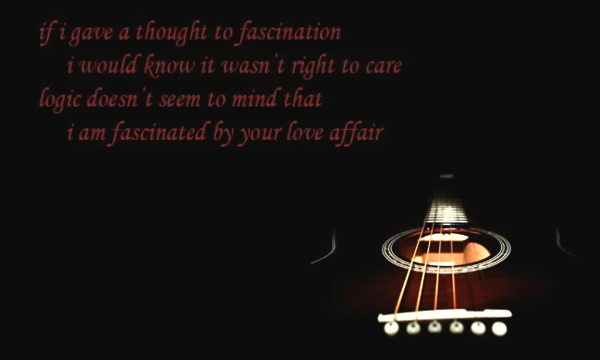 if i gave a thought to fascination
i would know it wasn't right to care
logic doesn't seem to mind that
i am fascinated by your love affair